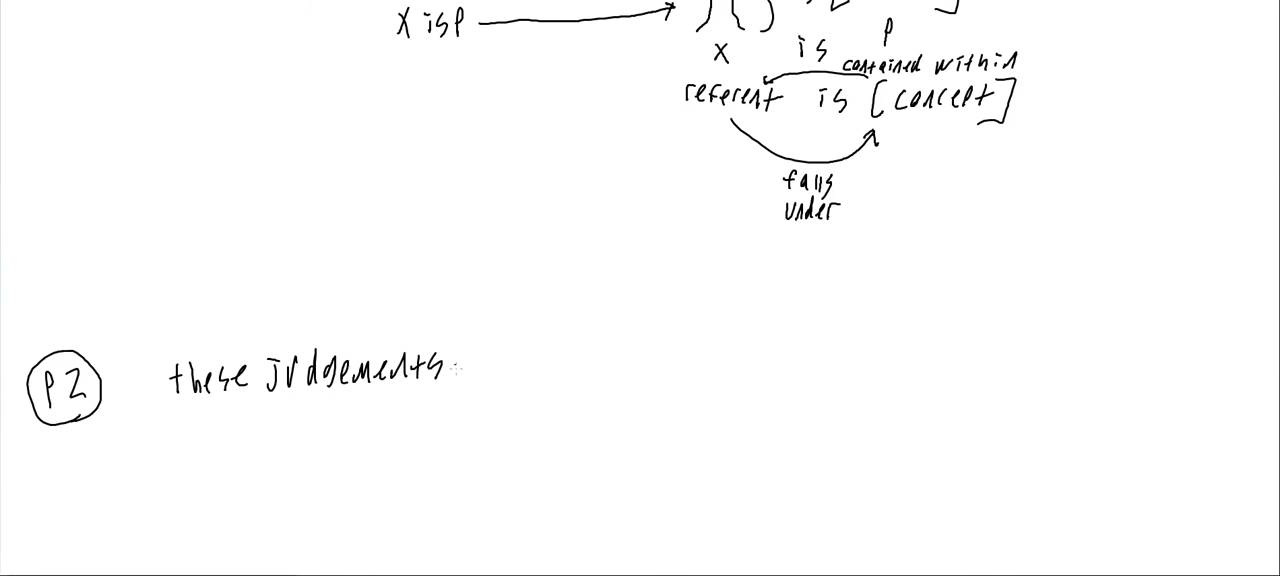 X is P
X is P
contained within
referent is [concept]
falls
under
P2 these judgements